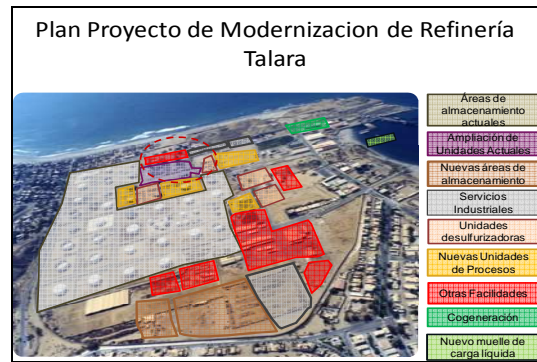 Plan Proyecto de Modernizacion de Refinería
Talara
Áreas de
almacenamiento
actuales
Ampliación de
Unidades Actuales
Nuevas áreas de
almacenamiento
Servicios
Industriales
Unidades
desulfurizadoras
Nuevas Unidades
de Procesos
Otras Facilidades
Cogeneración
Nuevo muelle de
carga líquida